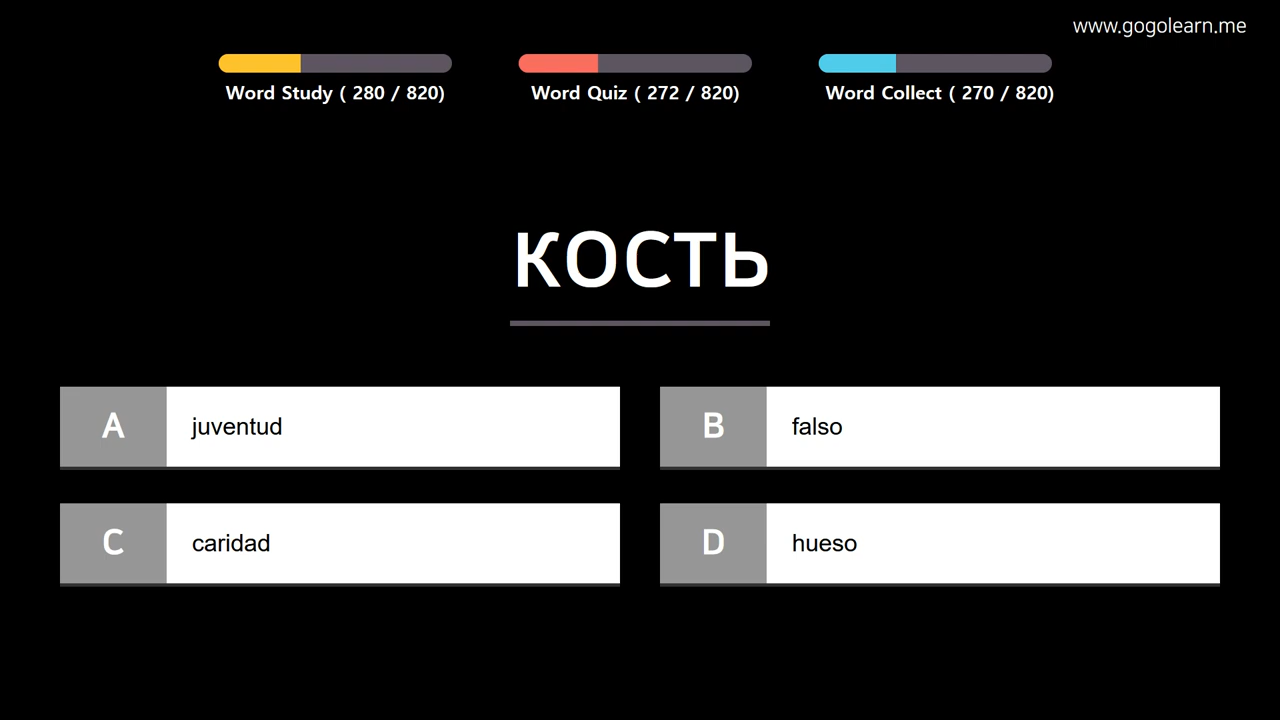 www.gogolearn.me
Word Study ( 280 / 820)
Word Quiz ( 272 / 820)
Word Collect ( 270 / 820)
кость
A juventud
B falso
C caridad
D hueso